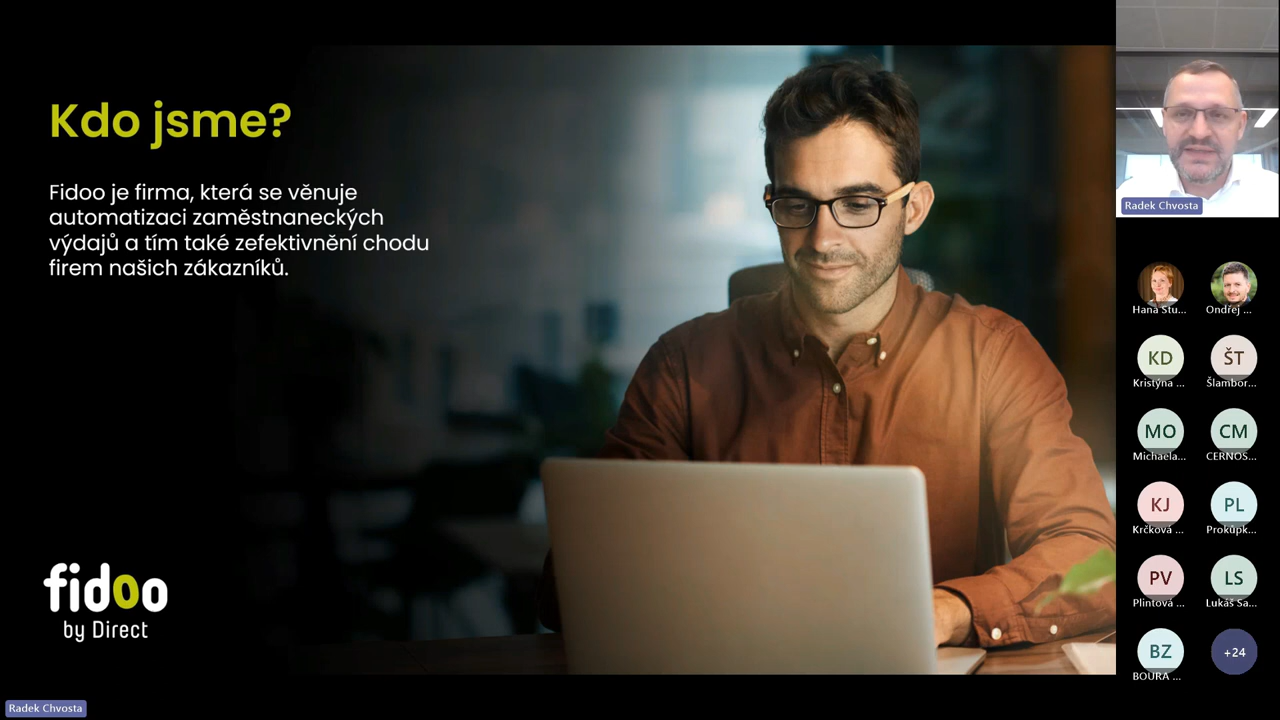 Kdo jsme?
Fidoo je firma, která se věnuje
automatizaci zaměstnaneckých
výdajů a tím také zefektivnění chodu
firem našich zákazníků.
fidoo
by Direct
Radek Chvosta
Radek Chvosta
Hana Stu...
Ondřej ...
KD
Kristýna ...
ŠT
Šlambor...
MO
Michaela...
CM
CERNOS...
KJ
Krčková ...
PL
Prokůpk...
PV
Plintová ...
LS
Lukáš Sa...
BZ
BOURA ...
+24